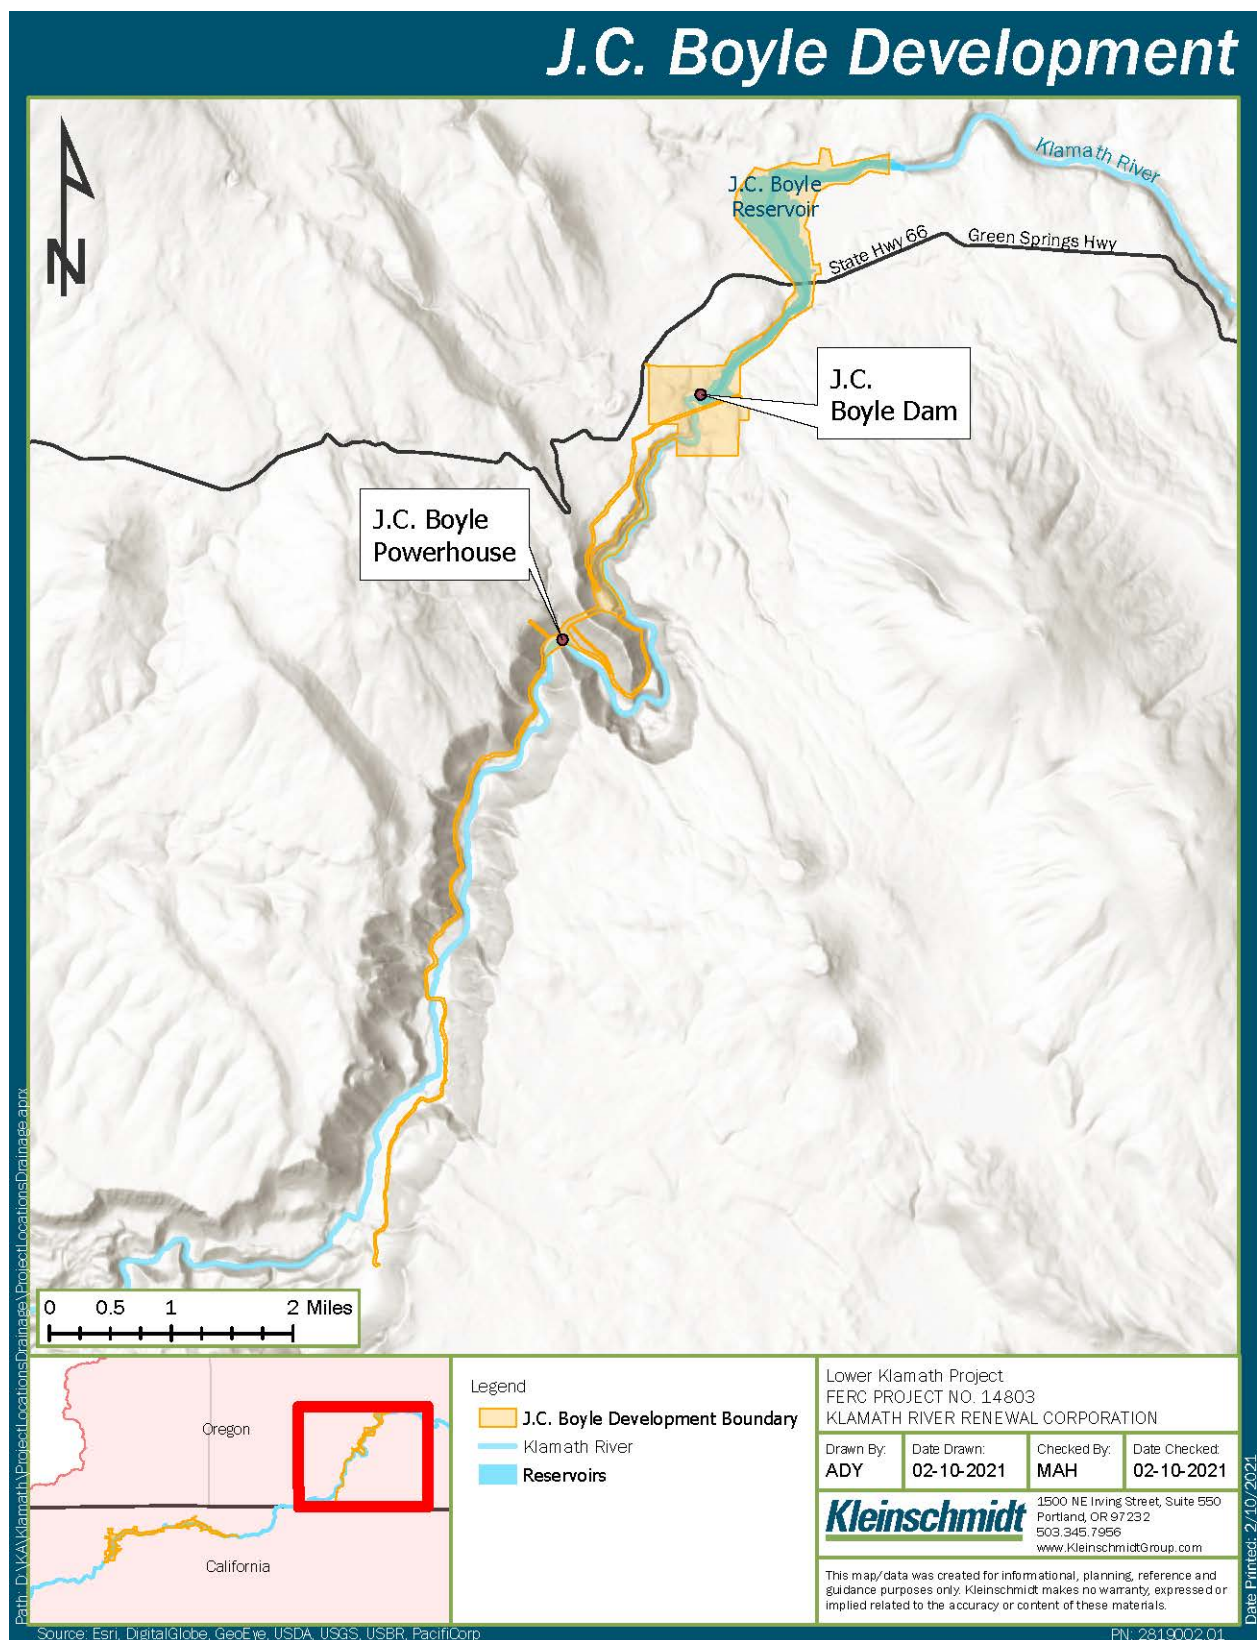 J.C. Boyle Development
Klamath River
J.C. Boyle
Reservoir
State Hwy 66
Green Springs Hwy
N
J.C.
Boyle Dam
J.C. Boyle
Powerhouse
0 0.5 1 2 Miles
Oregon
California
Legend
J.C. Boyle Development Boundary
Klamath River
Reservoirs
Lower Klamath Project
FERC PROJECT NO. 14803
KLAMATH RIVER RENEWAL CORPORATION
Drawn By:
ADY
Date Drawn:
02-10-2021
Checked By:
MAH
Date Checked:
02-10-2021
Kleinschmidt
1500 NE Irving Street, Suite 550
Portland, OR 97232
503.345.7956
www.KleinschmidtGroup.com
This map/data was created for informational, planning, reference and
guidance purposes only. Kleinschmidt makes no warranty, expressed or
implied related to the accuracy or content of these materials.
Path: D:\KA\Klamath\ProjectLocationsDrainage\ProjectLocationsDrainage.aprx
Date Printed: 2/10/2021
Source: Esri, DigitalGlobe, GeoEye, USDA, USGS, USBR, PacifiCorp
PN: 2819002.01